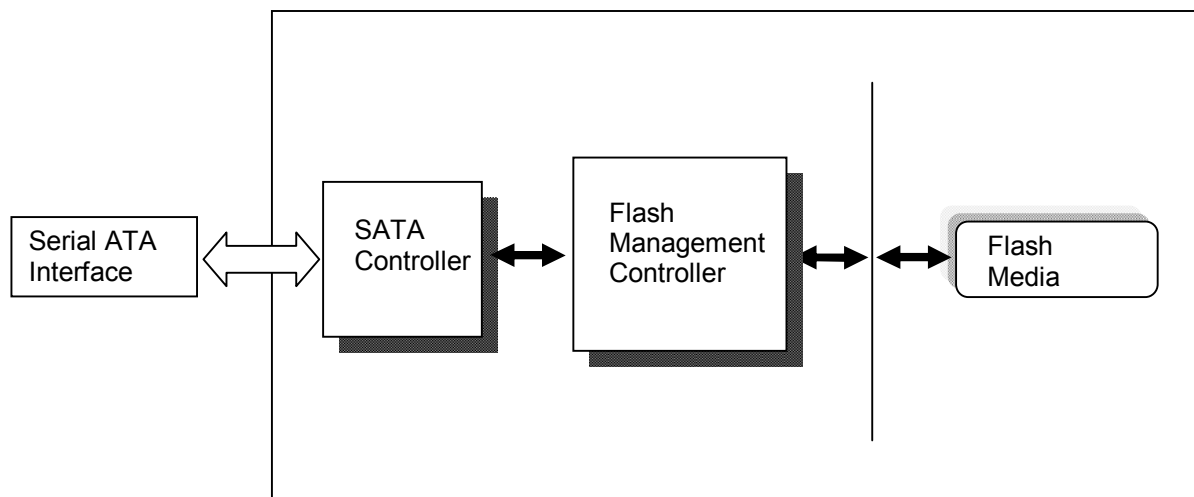 Serial ATA
Interface
SATA
Controller
Flash
Management
Controller
Flash
Media